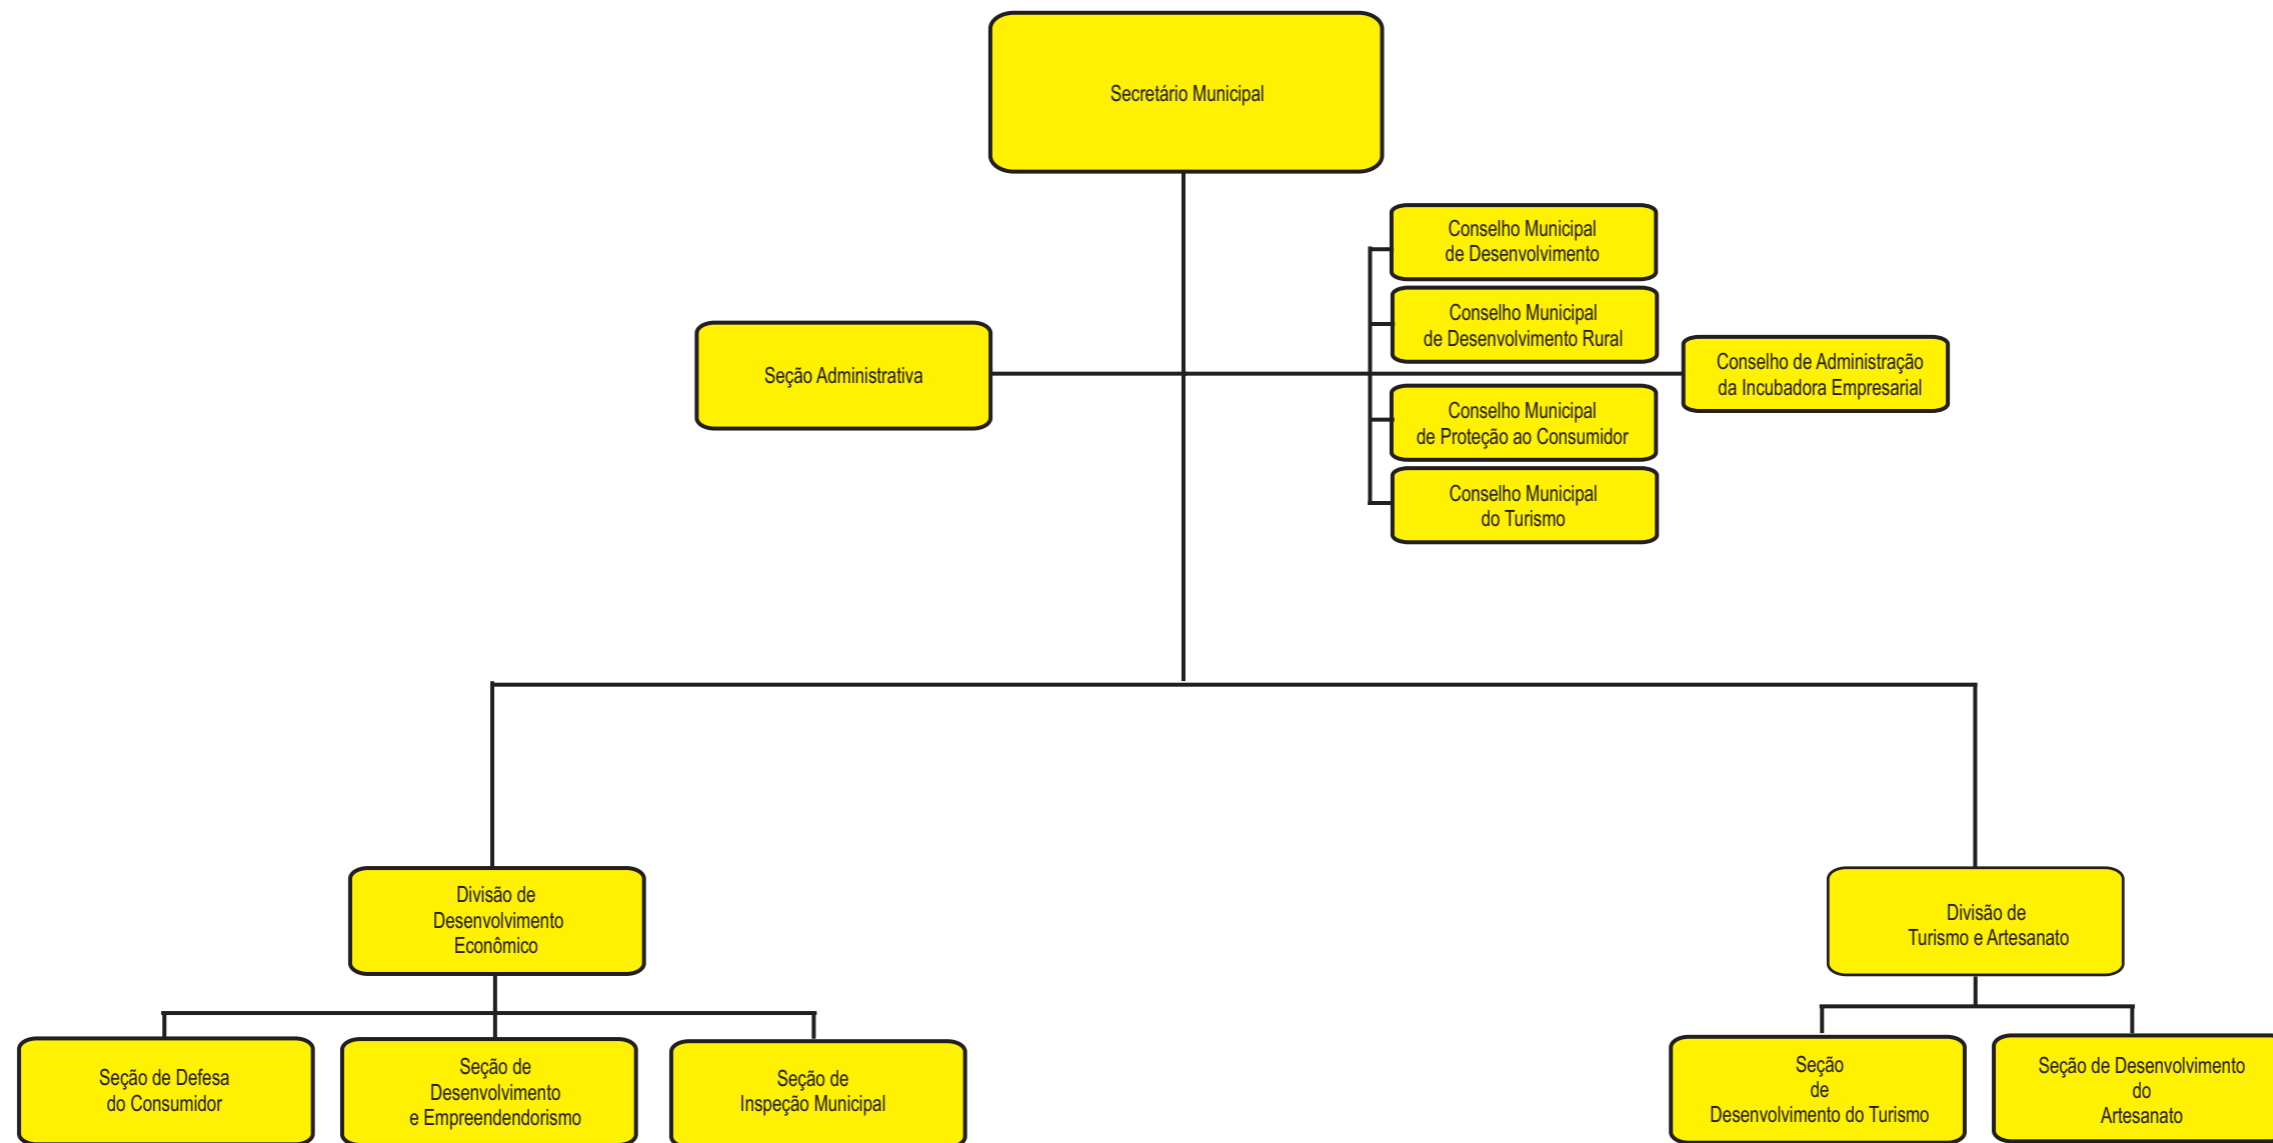 Secretário Municipal
Conselho Municipal
de Desenvolvimento
Conselho Municipal
de Desenvolvimento Rural
Seção Administrativa
Conselho de Administração
da Incubadora Empresarial
Conselho Municipal
de Proteção ao Consumidor
Conselho Municipal
do Turismo
Divisão de
Desenvolvimento
Econômico
Divisão de
Turismo e Artesanato
Seção de Defesa
do Consumidor
Seção de
Desenvolvimento
e Empreendendorismo
Seção de
Inspeção Municipal
Seção
de
Desenvolvimento do Turismo
Seção de Desenvolvimento
do
Artesanato